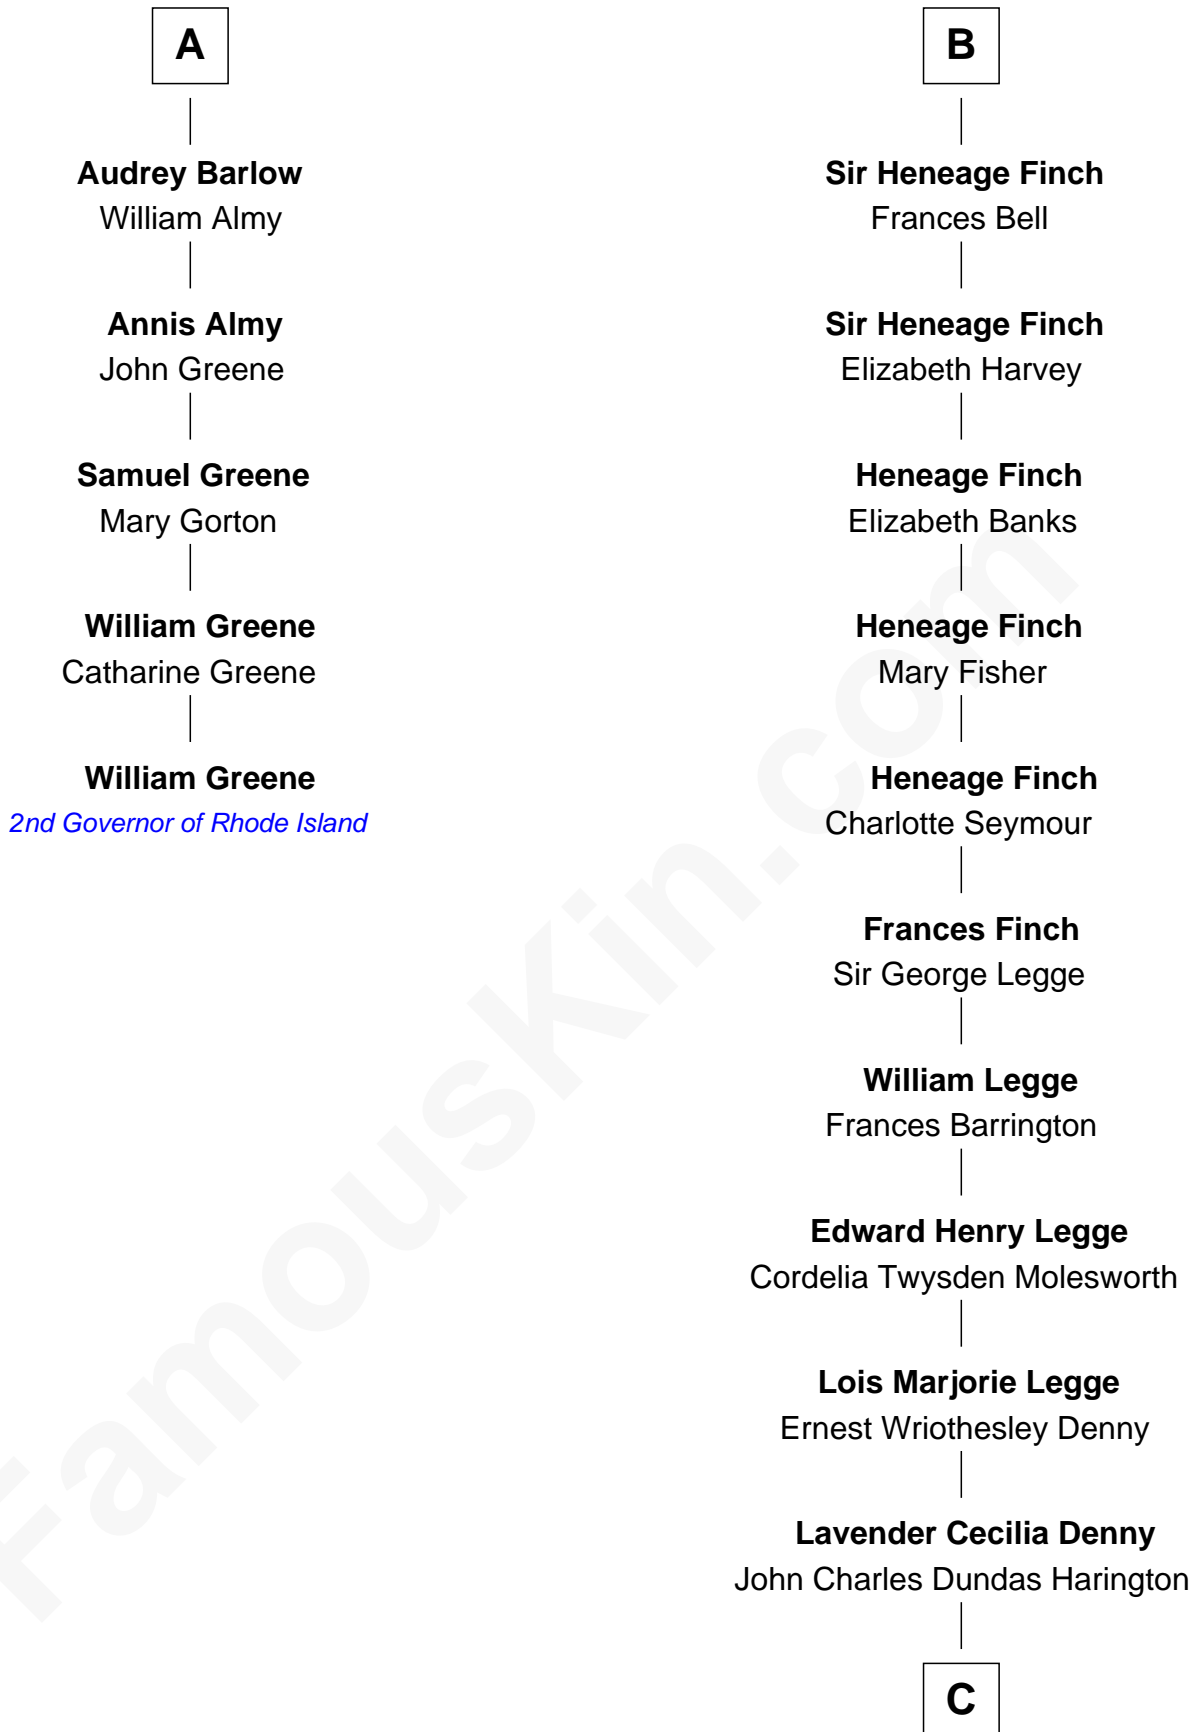 A
Audrey Barlow
William Almy
Annis Almy
John Greene
Samuel Greene
Mary Gorton
William Greene
Catharine Greene
William Greene
2nd Governor of Rhode Island
B
Sir Heneage Finch
Frances Bell
Sir Heneage Finch
Elizabeth Harvey
Heneage Finch
Elizabeth Banks
Heneage Finch
Mary Fisher
Heneage Finch
Charlotte Seymour
Frances Finch
Sir George Legge
William Legge
Frances Barrington
Edward Henry Legge
Cordelia Twysden Molesworth
Lois Marjorie Legge
Ernest Wriothesley Denny
Lavender Cecilia Denny
John Charles Dundas Harington
C
FamousKin.com